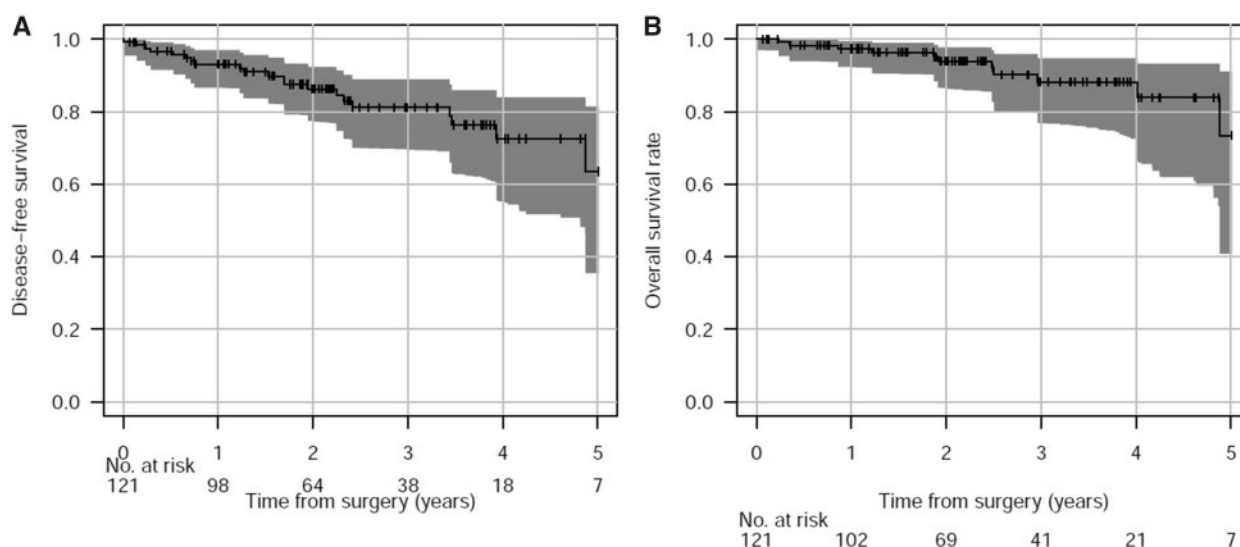 A
1.0
0.8
0.6
0.4
0.2
0.0
Disease-free survival
0 1 2 3 4 5
No. at risk
121 98 64 38 18 7
Time from surgery (years)
B
1.0
0.8
0.6
0.4
0.2
0.0
Overall survival rate
0 1 2 3 4 5
Time from surgery (years)
No. at risk
121 102 69 41 21 7